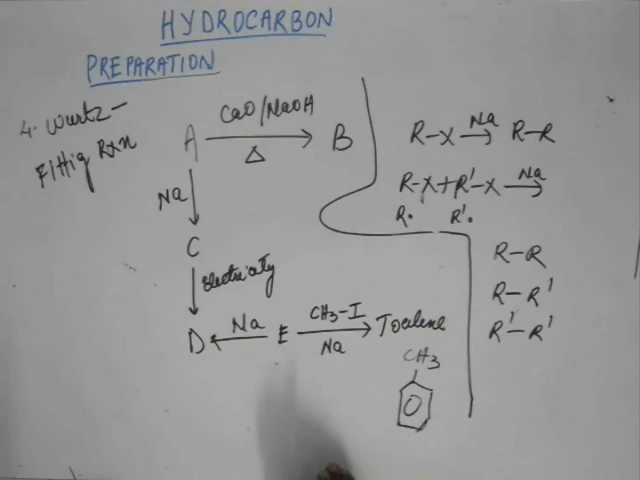 HYDROCARBON
PREPARATION
4. Wurtz-
Fittig Rxn
A CaO/NaOH Δ B
Na
C
Electricity
D Na E CH3-I Na Toulene
CH3
R-X Na R-R
R-X+R'-X Na
R. R'.
R-R
R-R'
R'-R'